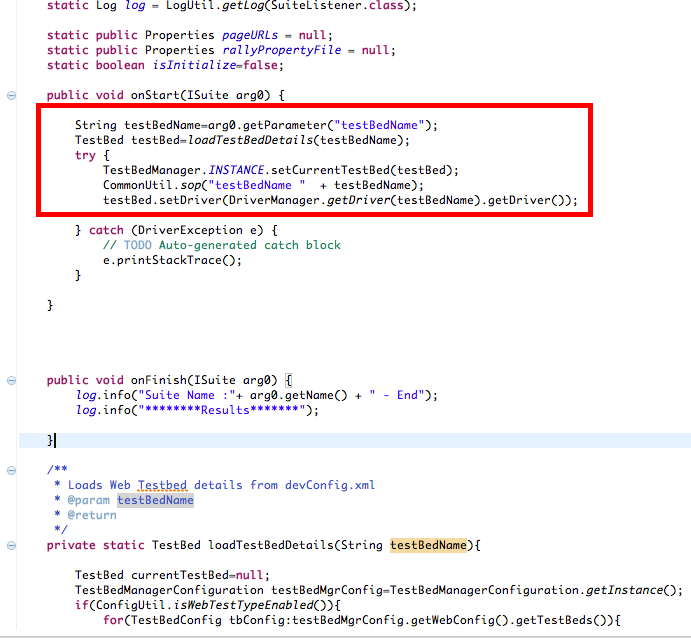 static Log log = LogUtil.getLog(SuiteListener.class);
static public Properties pageURLs = null;
static public Properties rallyPropertyFile = null;
static boolean isInitialize=false;
public void onStart(ISuite arg0) {
String testBedName=arg0.getParameter("testBedName");
TestBed testBed=loadTestBedDetails(testBedName);
try {
TestBedManager.INSTANCE.setCurrentTestBed(testBed);
CommonUtil.sop("testBedName "  + testBedName);
testBed.setDriver(DriverManager.getDriver(testBedName).getDriver());
} catch (DriverException e) {
// TODO Auto-generated catch block
e.printStackTrace();
}
}
public void onFinish(ISuite arg0) {
log.info("Suite Name :"+ arg0.getName() + " - End");
log.info("********Results*******");
}
/**
* Loads Web Testbed details from devConfig.xml
* @param testBedName
* @return
*/
private static TestBed loadTestBedDetails(String testBedName){
TestBed currentTestBed=null;
TestBedManagerConfiguration testBedMgrConfig=TestBedManagerConfiguration.getInstance();
if(ConfigUtil.isWebTestTypeEnabled()){
for(TestBedConfig tbConfig:testBedMgrConfig.getWebConfig().getTestBeds()){